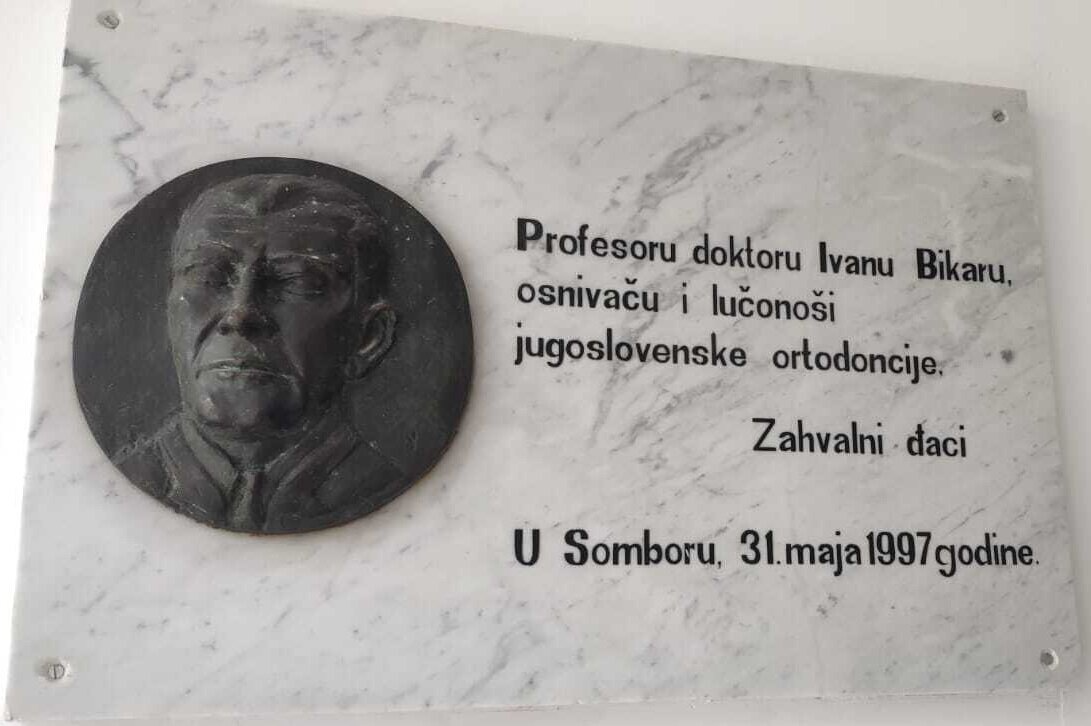 Profesoru doktoru Ivanu Bikaru,
osnivaču i lučonoši
jugoslovenske ortodoncije.
Zahvalni đaci
U Somboru, 31.maja 1997 godine.